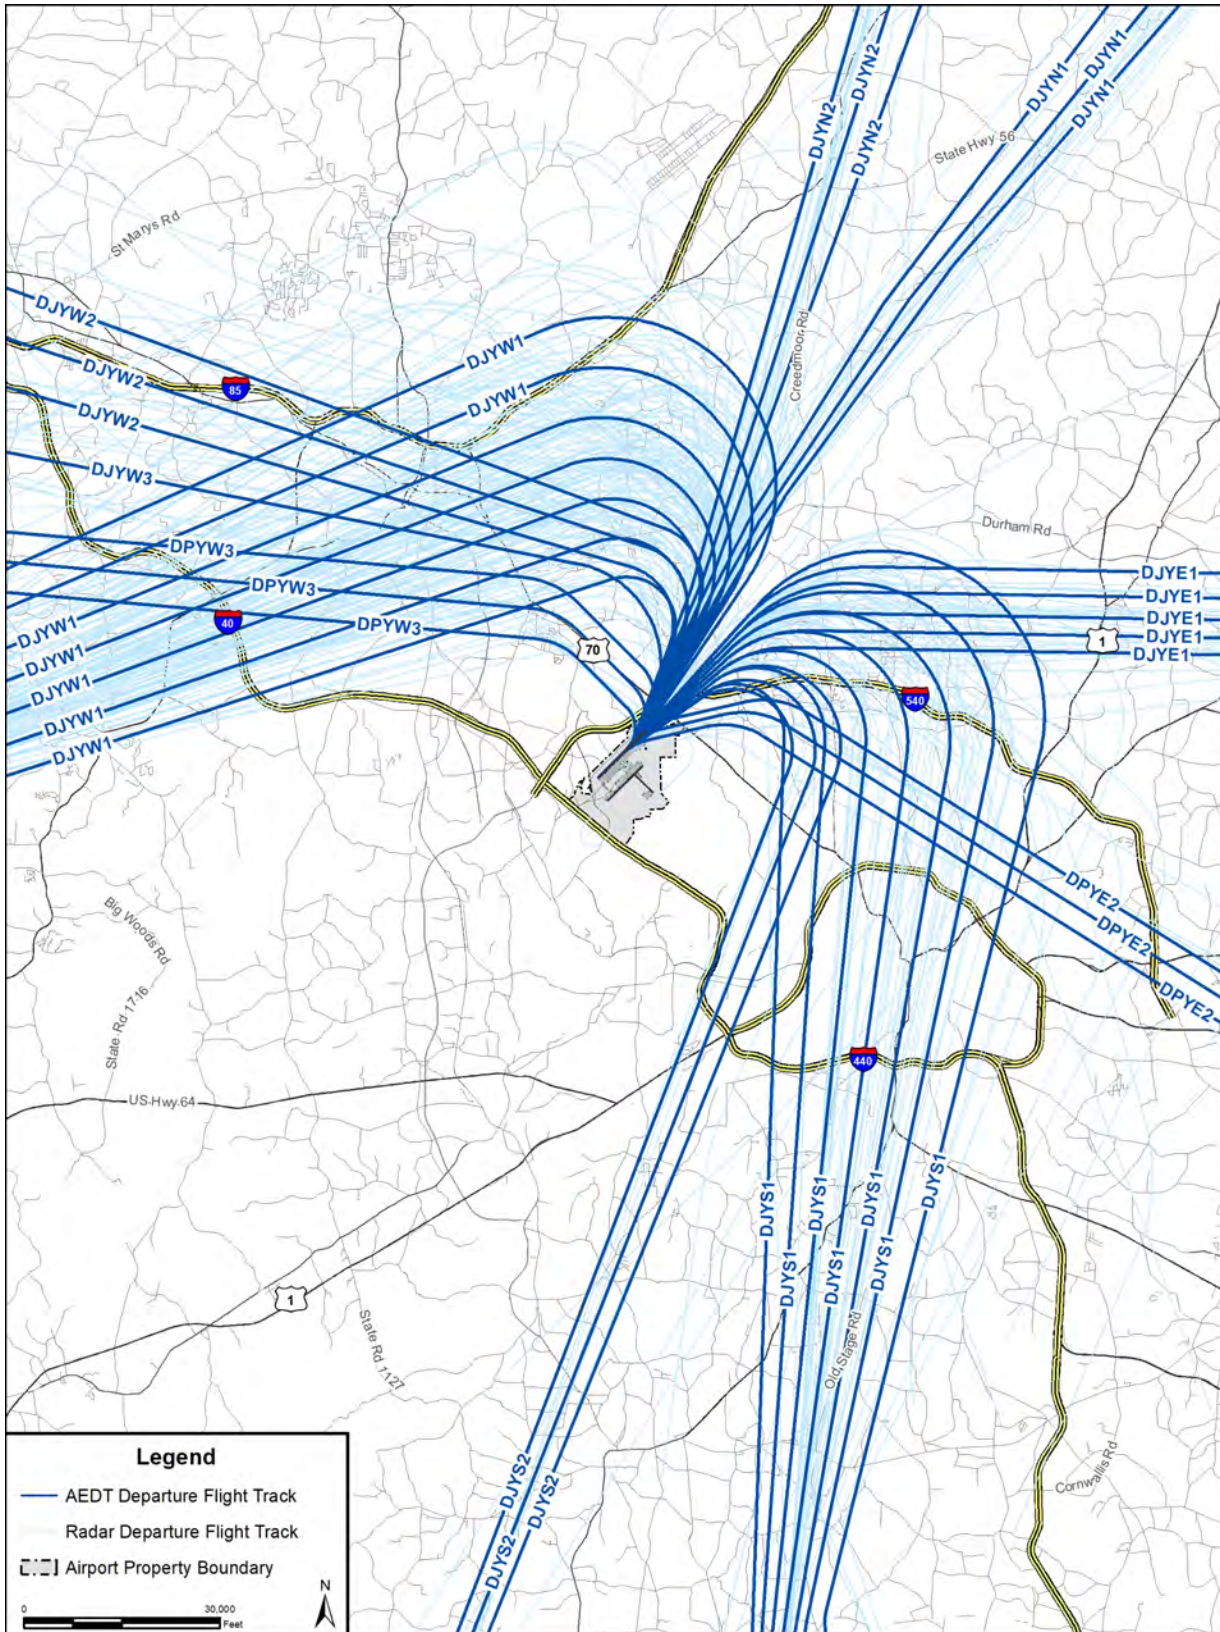 DJYN2
DJYN2
DJYN2
DJYN1
DJYN1
DJYN1
State Hwy 56
St Marys Rd
DJYW2
DJYW1
Creedmoor Rd
DJYW2
85
DJYW1
DJYW2
DJYW3
Durham Rd
DPYW3
DJYE1
DPYW3
DJYE1
DJYE1
40
DPYW3
DJYE1
1
DJYW1
70
DJYE1
DJYW1
DJYW1
540
DJYW1
DJYW1
DPYE2
Big Woods Rd
DPYE2
DPYE2
State Rd 1716
440
US Hwy 64
DJYS1
DJYS1
DJYS1
DJYS1
DJYS1
DJYS1
DJYS1
1
State Rd 1127
Old Stage Rd
Cornwallis Rd
DJYS2
DJYS2
DJYS2
Legend
AEDT Departure Flight Track
Radar Departure Flight Track
Airport Property Boundary
N
0 30,000
Feet